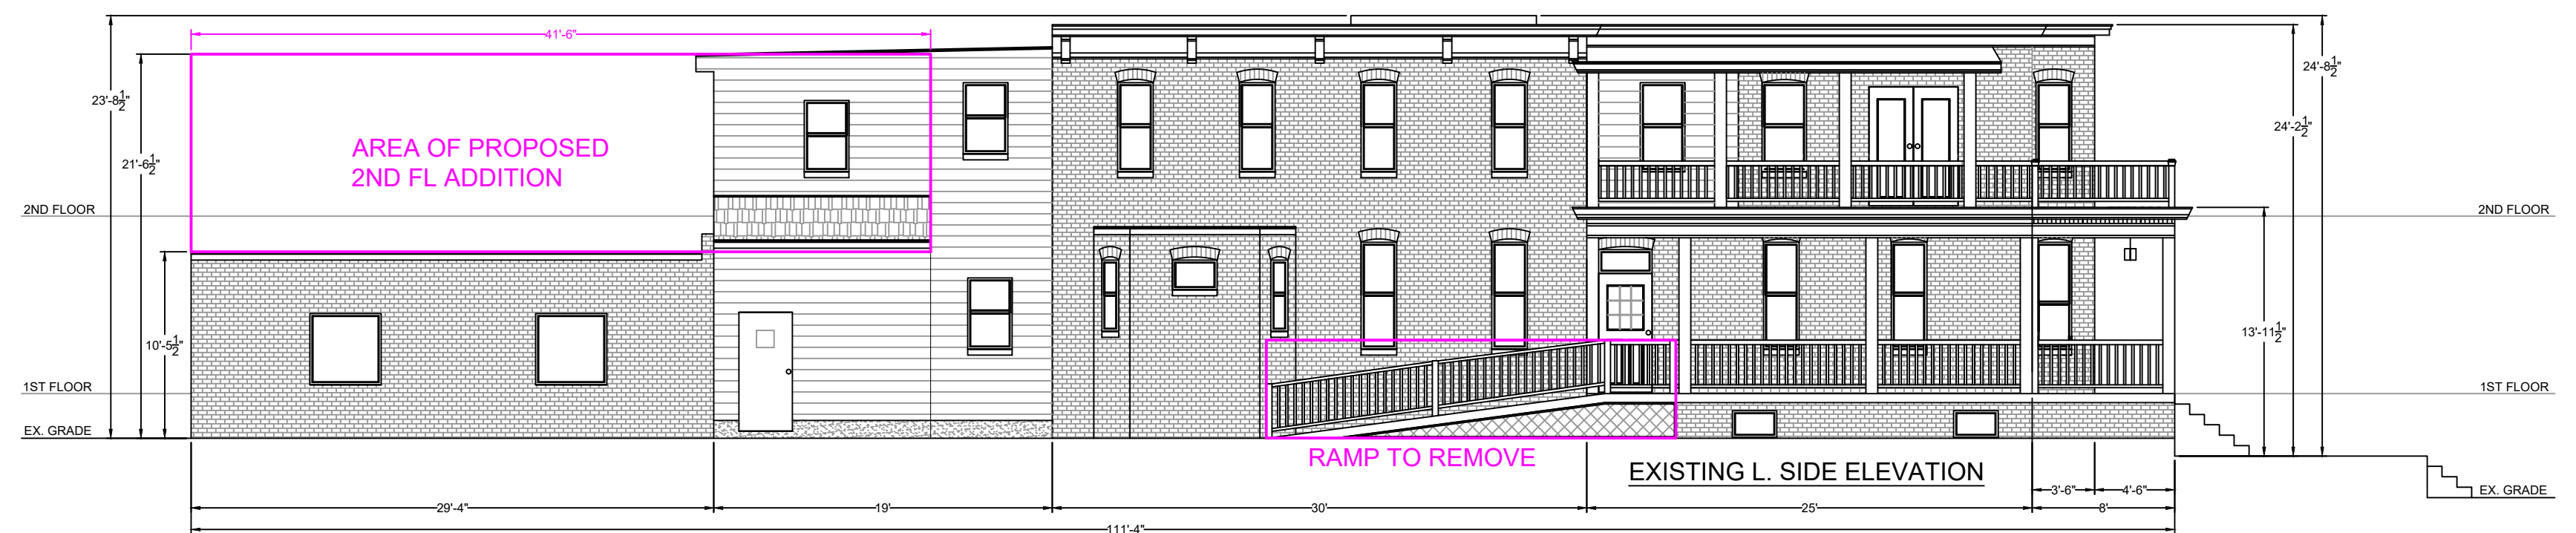 41'-6"
24'-8½"
23'-8½"
24'-2½"
AREA OF PROPOSED
2ND FL ADDITION
21'-6½"
2ND FLOOR
2ND FLOOR
13'-11½"
10'-5½"
1ST FLOOR
1ST FLOOR
EX. GRADE
RAMP TO REMOVE
EXISTING L. SIDE ELEVATION
3'-6"
4'-6"
EX. GRADE
29'-4"
19'
30'
25'
8'
111'-4"